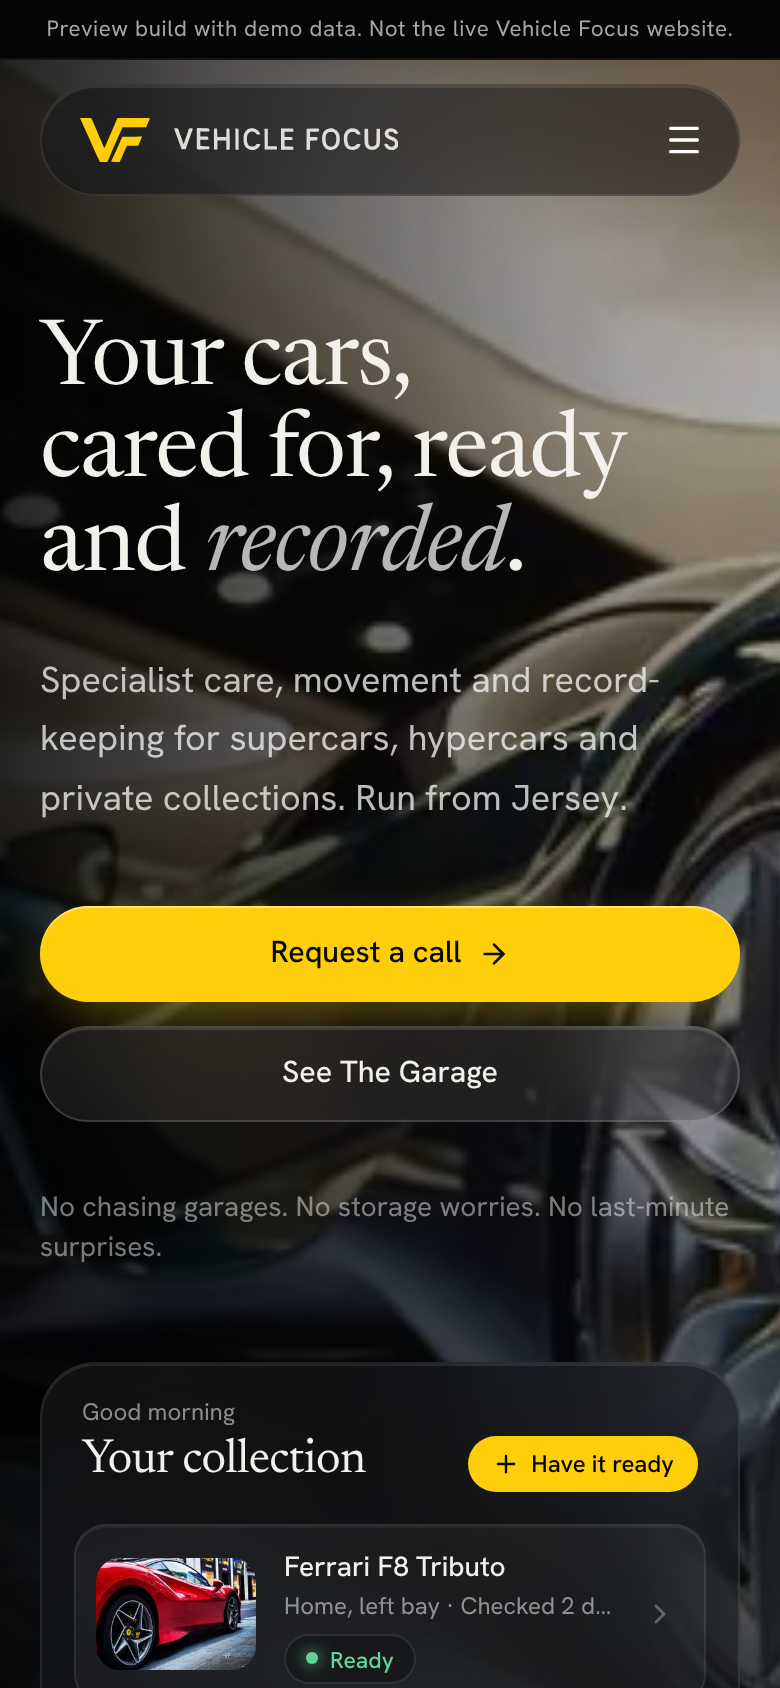 Preview build with demo data. Not the live Vehicle Focus website.
VF VEHICLE FOCUS
Your cars,
cared for, ready
and recorded.
Specialist care, movement and record-
keeping for supercars, hypercars and
private collections. Run from Jersey.
Request a call →
See The Garage
No chasing garages. No storage worries. No last-minute
surprises.
Good morning
Your collection
+ Have it ready
Ferrari F8 Tributo
Home, left bay · Checked 2 d...
Ready